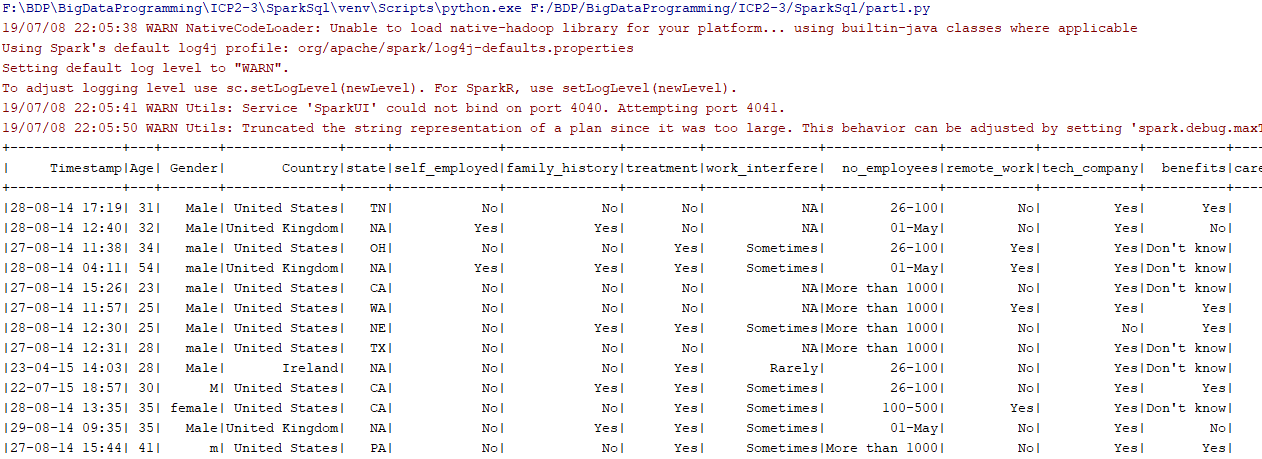 F:\BDP\BigDataProgramming\ICP2-3\SparkSql\venv\Scripts\python.exe F:/BDP/BigDataProgramming/ICP2-3/SparkSql/part1.py
19/07/08 22:05:38 WARN NativeCodeLoader: Unable to load native-hadoop library for your platform... using builtin-java classes where applicable
Using Spark's default log4j profile: org/apache/spark/log4j-defaults.properties
Setting default log level to "WARN".
To adjust logging level use sc.setLogLevel(newLevel). For SparkR, use setLogLevel(newLevel).
19/07/08 22:05:41 WARN Utils: Service 'SparkUI' could not bind on port 4040. Attempting port 4041.
19/07/08 22:05:50 WARN Utils: Truncated the string representation of a plan since it was too large. This behavior can be adjusted by setting 'spark.debug.maxT
+--------------+---+------+--------------+-----+-------------+--------------+---------+--------------+--------------+-----------+------------+----------+----
|     Timestamp|Age|Gender|       Country|state|self_employed|family_history|treatment|work_interfere|  no_employees|remote_work|tech_company|  benefits|care
+--------------+---+------+--------------+-----+-------------+--------------+---------+--------------+--------------+-----------+------------+----------+----
|28-08-14 17:19| 31|  Male| United States|   TN|           No|            No|       No|            NA|        26-100|         No|         Yes|       Yes|
|28-08-14 12:40| 32|  Male|United Kingdom|   NA|          Yes|           Yes|       No|            NA|        01-May|         No|         Yes|        No|
|27-08-14 11:38| 34|  male| United States|   OH|           No|            No|      Yes|     Sometimes|        26-100|        Yes|         Yes|Don't know|
|28-08-14 04:11| 54|  male|United Kingdom|   NA|          Yes|           Yes|      Yes|     Sometimes|        01-May|        Yes|         Yes|Don't know|
|27-08-14 15:26| 23|  male| United States|   CA|           No|            No|       No|            NA|More than 1000|         No|         Yes|Don't know|
|27-08-14 11:57| 25|  male| United States|   WA|           No|            No|       No|            NA|More than 1000|        Yes|         Yes|       Yes|
|28-08-14 12:30| 25|  male| United States|   NE|           No|           Yes|      Yes|     Sometimes|More than 1000|         No|          No|       Yes|
|27-08-14 12:31| 28|  male| United States|   TX|           No|            No|       No|            NA|More than 1000|         No|         Yes|Don't know|
|23-04-15 14:03| 28|  Male|       Ireland|   NA|           No|            No|      Yes|        Rarely|        26-100|         No|         Yes|Don't know|
|22-07-15 18:57| 30|     M| United States|   CA|           No|           Yes|      Yes|     Sometimes|        26-100|         No|         Yes|       Yes|
|28-08-14 13:35| 35|female| United States|   CA|           No|            No|      Yes|     Sometimes|       100-500|        Yes|         Yes|Don't know|
|29-08-14 09:35| 35|  Male|United Kingdom|   NA|           No|           Yes|      Yes|     Sometimes|        01-May|         No|         Yes|        No|
|27-08-14 15:44| 41|     m| United States|   PA|           No|            No|      Yes|     Sometimes|More than 1000|         No|         Yes|       Yes|